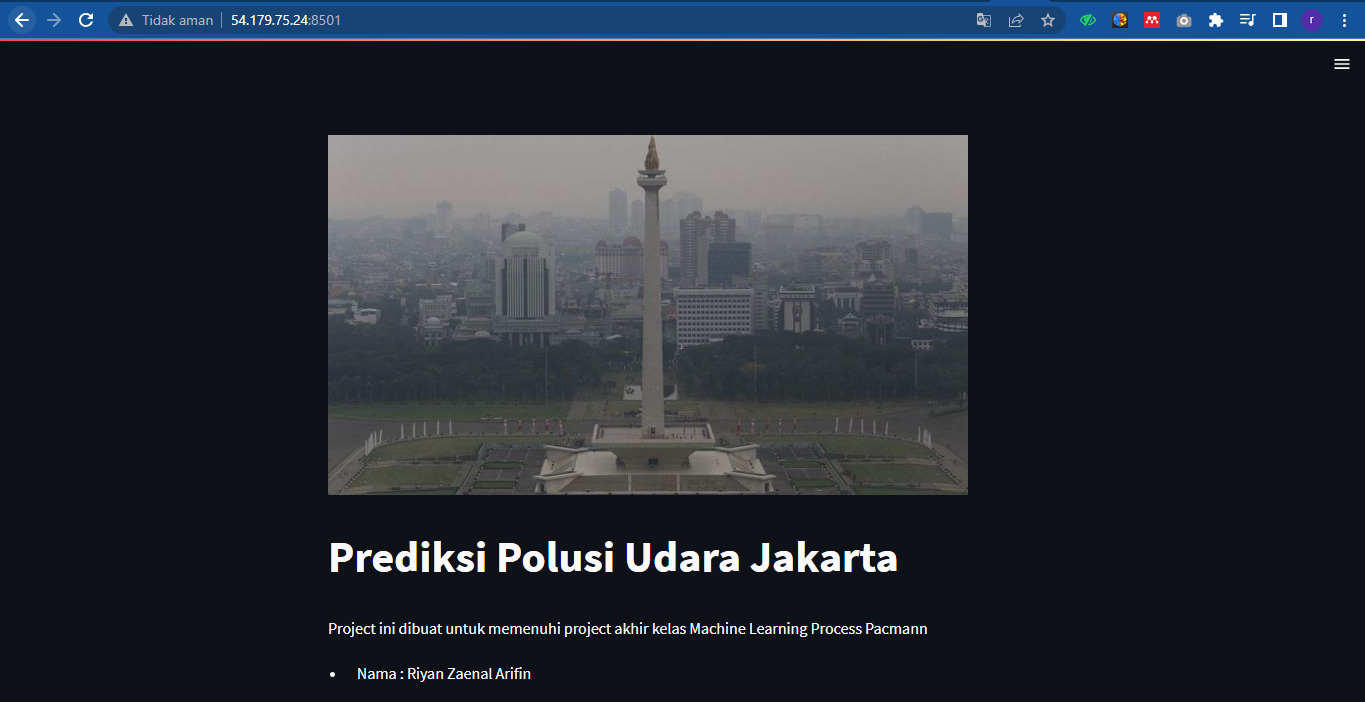 Tidak aman 54.179.75.24:8501
r
Prediksi Polusi Udara Jakarta
Project ini dibuat untuk memenuhi project akhir kelas Machine Learning Process Pacmann
• Nama : Riyan Zaenal Arifin